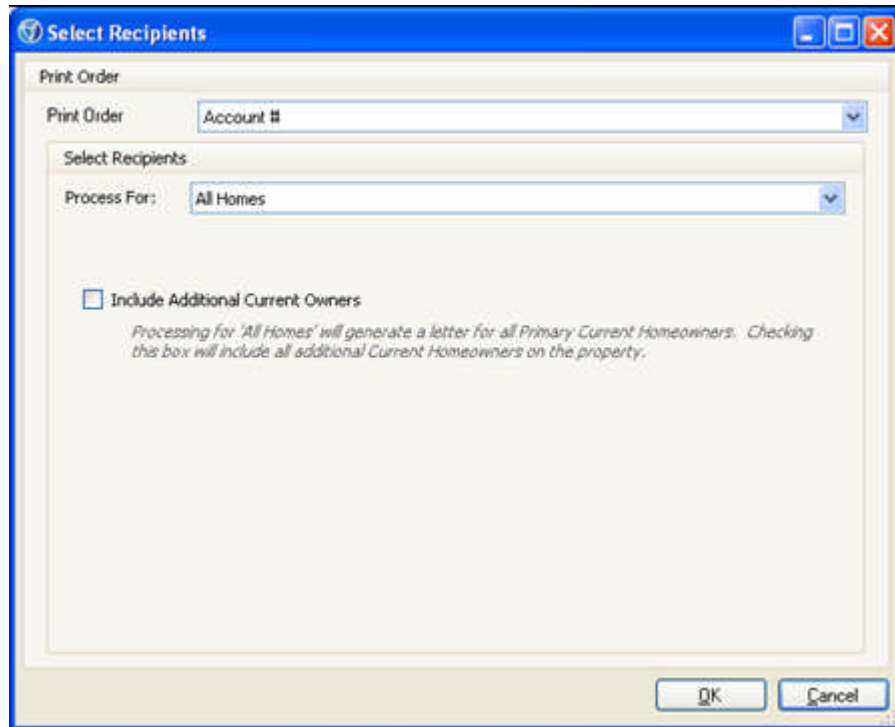 Select Recipients
Print Order
Print Order Account #
Select Recipients
Process For: All Homes
Include Additional Current Owners
Processing for 'All Homes' will generate a letter for all Primary Current Homeowners. Checking
this box will include all additional Current Homeowners on the property.
OK Cancel